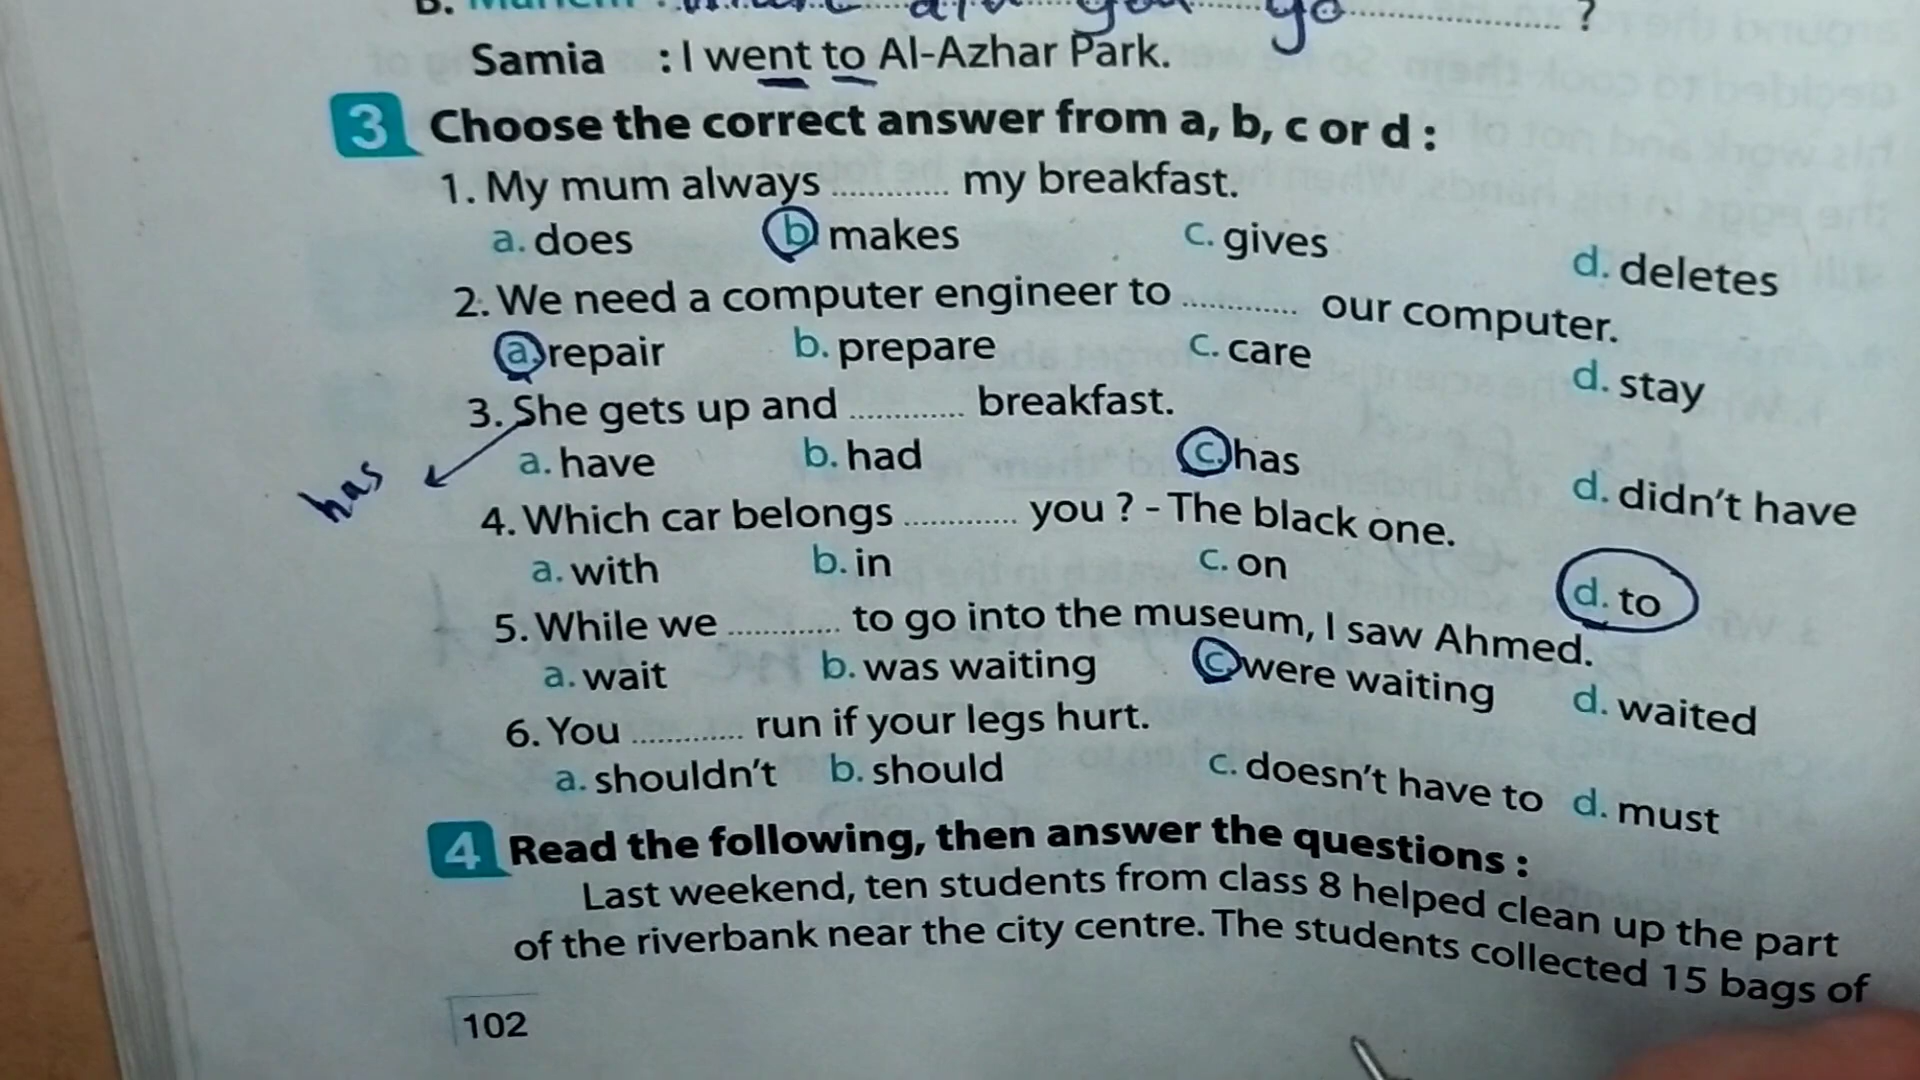 B. Mariem : Where did you go ............ ?
Samia : I went to Al-Azhar Park.
3 Choose the correct answer from a, b, c or d :
1. My mum always ............ my breakfast.
a. does b. makes c. gives d. deletes
2. We need a computer engineer to ............ our computer.
a. repair b. prepare c. care d. stay
3. She gets up and ............ breakfast.
has
a. have b. had c. has d. didn't have
4. Which car belongs ............ you ? - The black one.
a. with b. in c. on d. to
5. While we ............ to go into the museum, I saw Ahmed.
a. wait b. was waiting c. were waiting d. waited
6. You ............ run if your legs hurt.
a. shouldn't b. should c. doesn't have to d. must
4 Read the following, then answer the questions :
Last weekend, ten students from class 8 helped clean up the part
of the riverbank near the city centre. The students collected 15 bags of
102